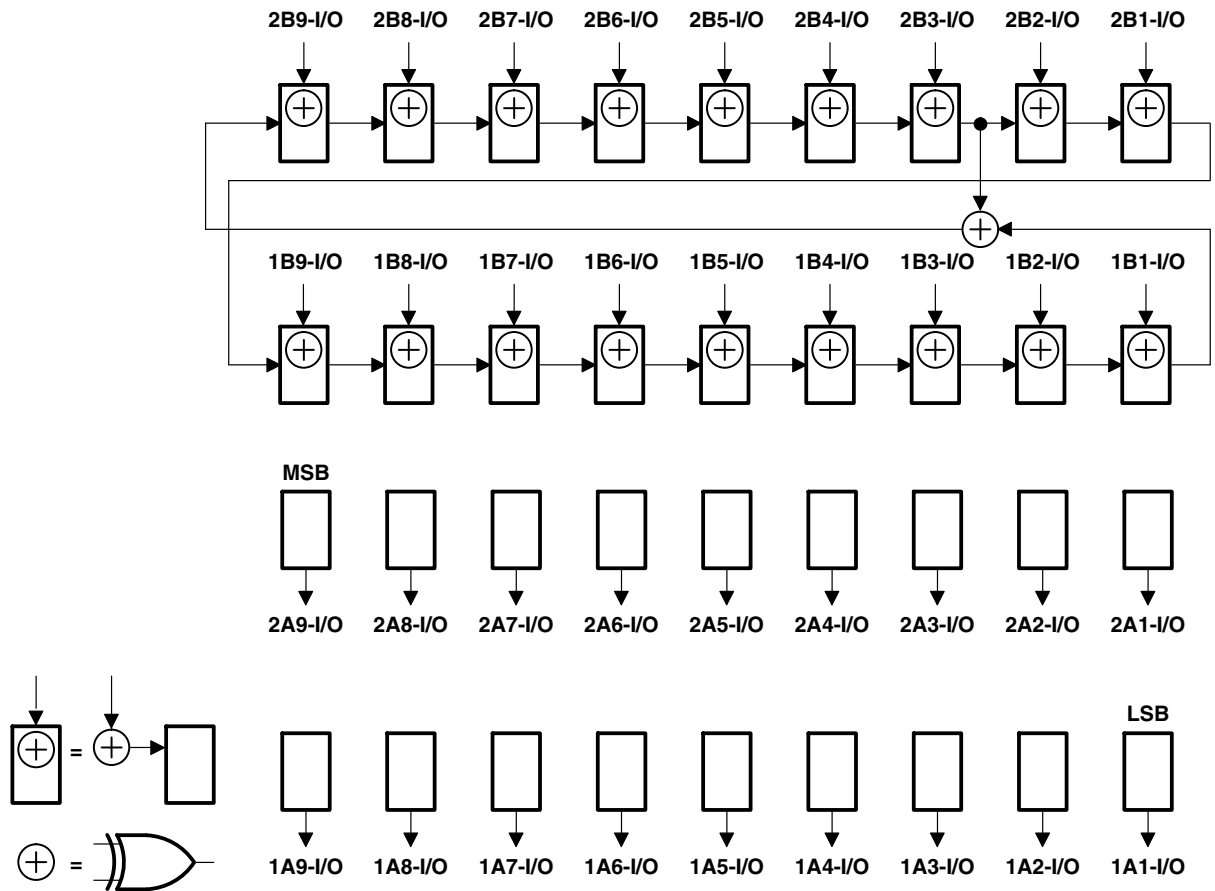 2B9-I/O 2B8-I/O 2B7-I/O 2B6-I/O 2B5-I/O 2B4-I/O 2B3-I/O 2B2-I/O 2B1-I/O
1B9-I/O 1B8-I/O 1B7-I/O 1B6-I/O 1B5-I/O 1B4-I/O 1B3-I/O 1B2-I/O 1B1-I/O
MSB
2A9-I/O 2A8-I/O 2A7-I/O 2A6-I/O 2A5-I/O 2A4-I/O 2A3-I/O 2A2-I/O 2A1-I/O
LSB
=
=
1A9-I/O 1A8-I/O 1A7-I/O 1A6-I/O 1A5-I/O 1A4-I/O 1A3-I/O 1A2-I/O 1A1-I/O